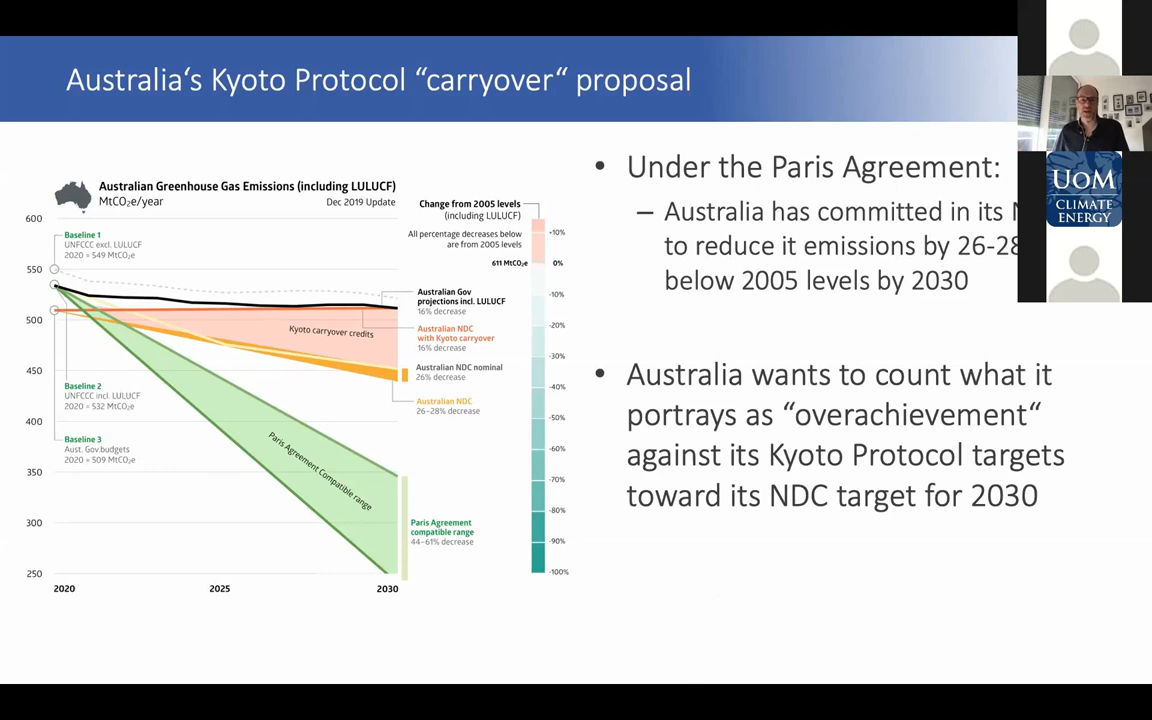 Australia‘s Kyoto Protocol “carryover“ proposal
Australian Greenhouse Gas Emissions (including LULUCF)
MtCO₂e/year
Dec 2019 Update
600
550
500
450
400
350
300
250
2020
2025
2030
Baseline 1
UNFCCC excl. LULUCF
2020 = 549 MtCO₂e
Baseline 2
UNFCCC incl. LULUCF
2020 = 532 MtCO₂e
Baseline 3
Aust. Gov.budgets
2020 = 509 MtCO₂e
Kyoto carryover credits
Paris Agreement Compatible range
Change from 2005 levels
(including LULUCF)
All percentage decreases below
are from 2005 levels
611 MtCO₂e
Australian Gov
projections incl. LULUCF
16% decrease
Australian NDC
with Kyoto carryover
16% decrease
Australian NDC nominal
26% decrease
Australian NDC
26–28% decrease
Paris Agreement
compatible range
44–61% decrease
+10%
0%
-10%
-20%
-30%
-40%
-50%
-60%
-70%
-80%
-90%
-100%
• Under the Paris Agreement:
– Australia has committed in its
to reduce it emissions by 26-28
below 2005 levels by 2030
• Australia wants to count what it
portrays as “overachievement“
against its Kyoto Protocol targets
toward its NDC target for 2030
UoM
CLIMATE
ENERGY